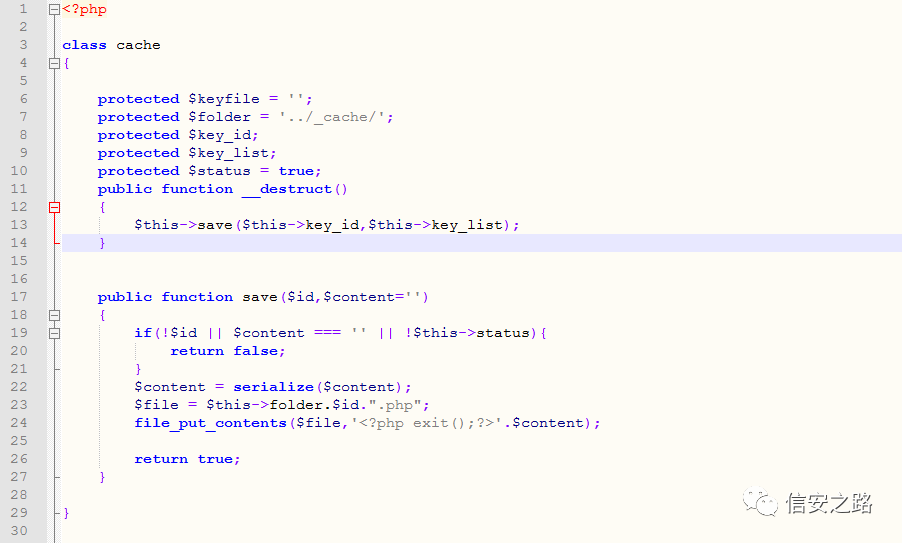 1 <?php
2
3 class cache
4 {
5
6 protected $keyfile = '';
7 protected $folder = '../_cache/';
8 protected $key_id;
9 protected $key_list;
10 protected $status = true;
11 public function __destruct()
12 {
13 $this->save($this->key_id,$this->key_list);
14 }
15
16
17 public function save($id,$content='')
18 {
19 if(!$id || $content === '' || !$this->status){
20 return false;
21 }
22 $content = serialize($content);
23 $file = $this->folder.$id.".php";
24 file_put_contents($file,'<?php exit();?>'.$content);
25
26 return true;
27 }
28
29 }
30
信安之路